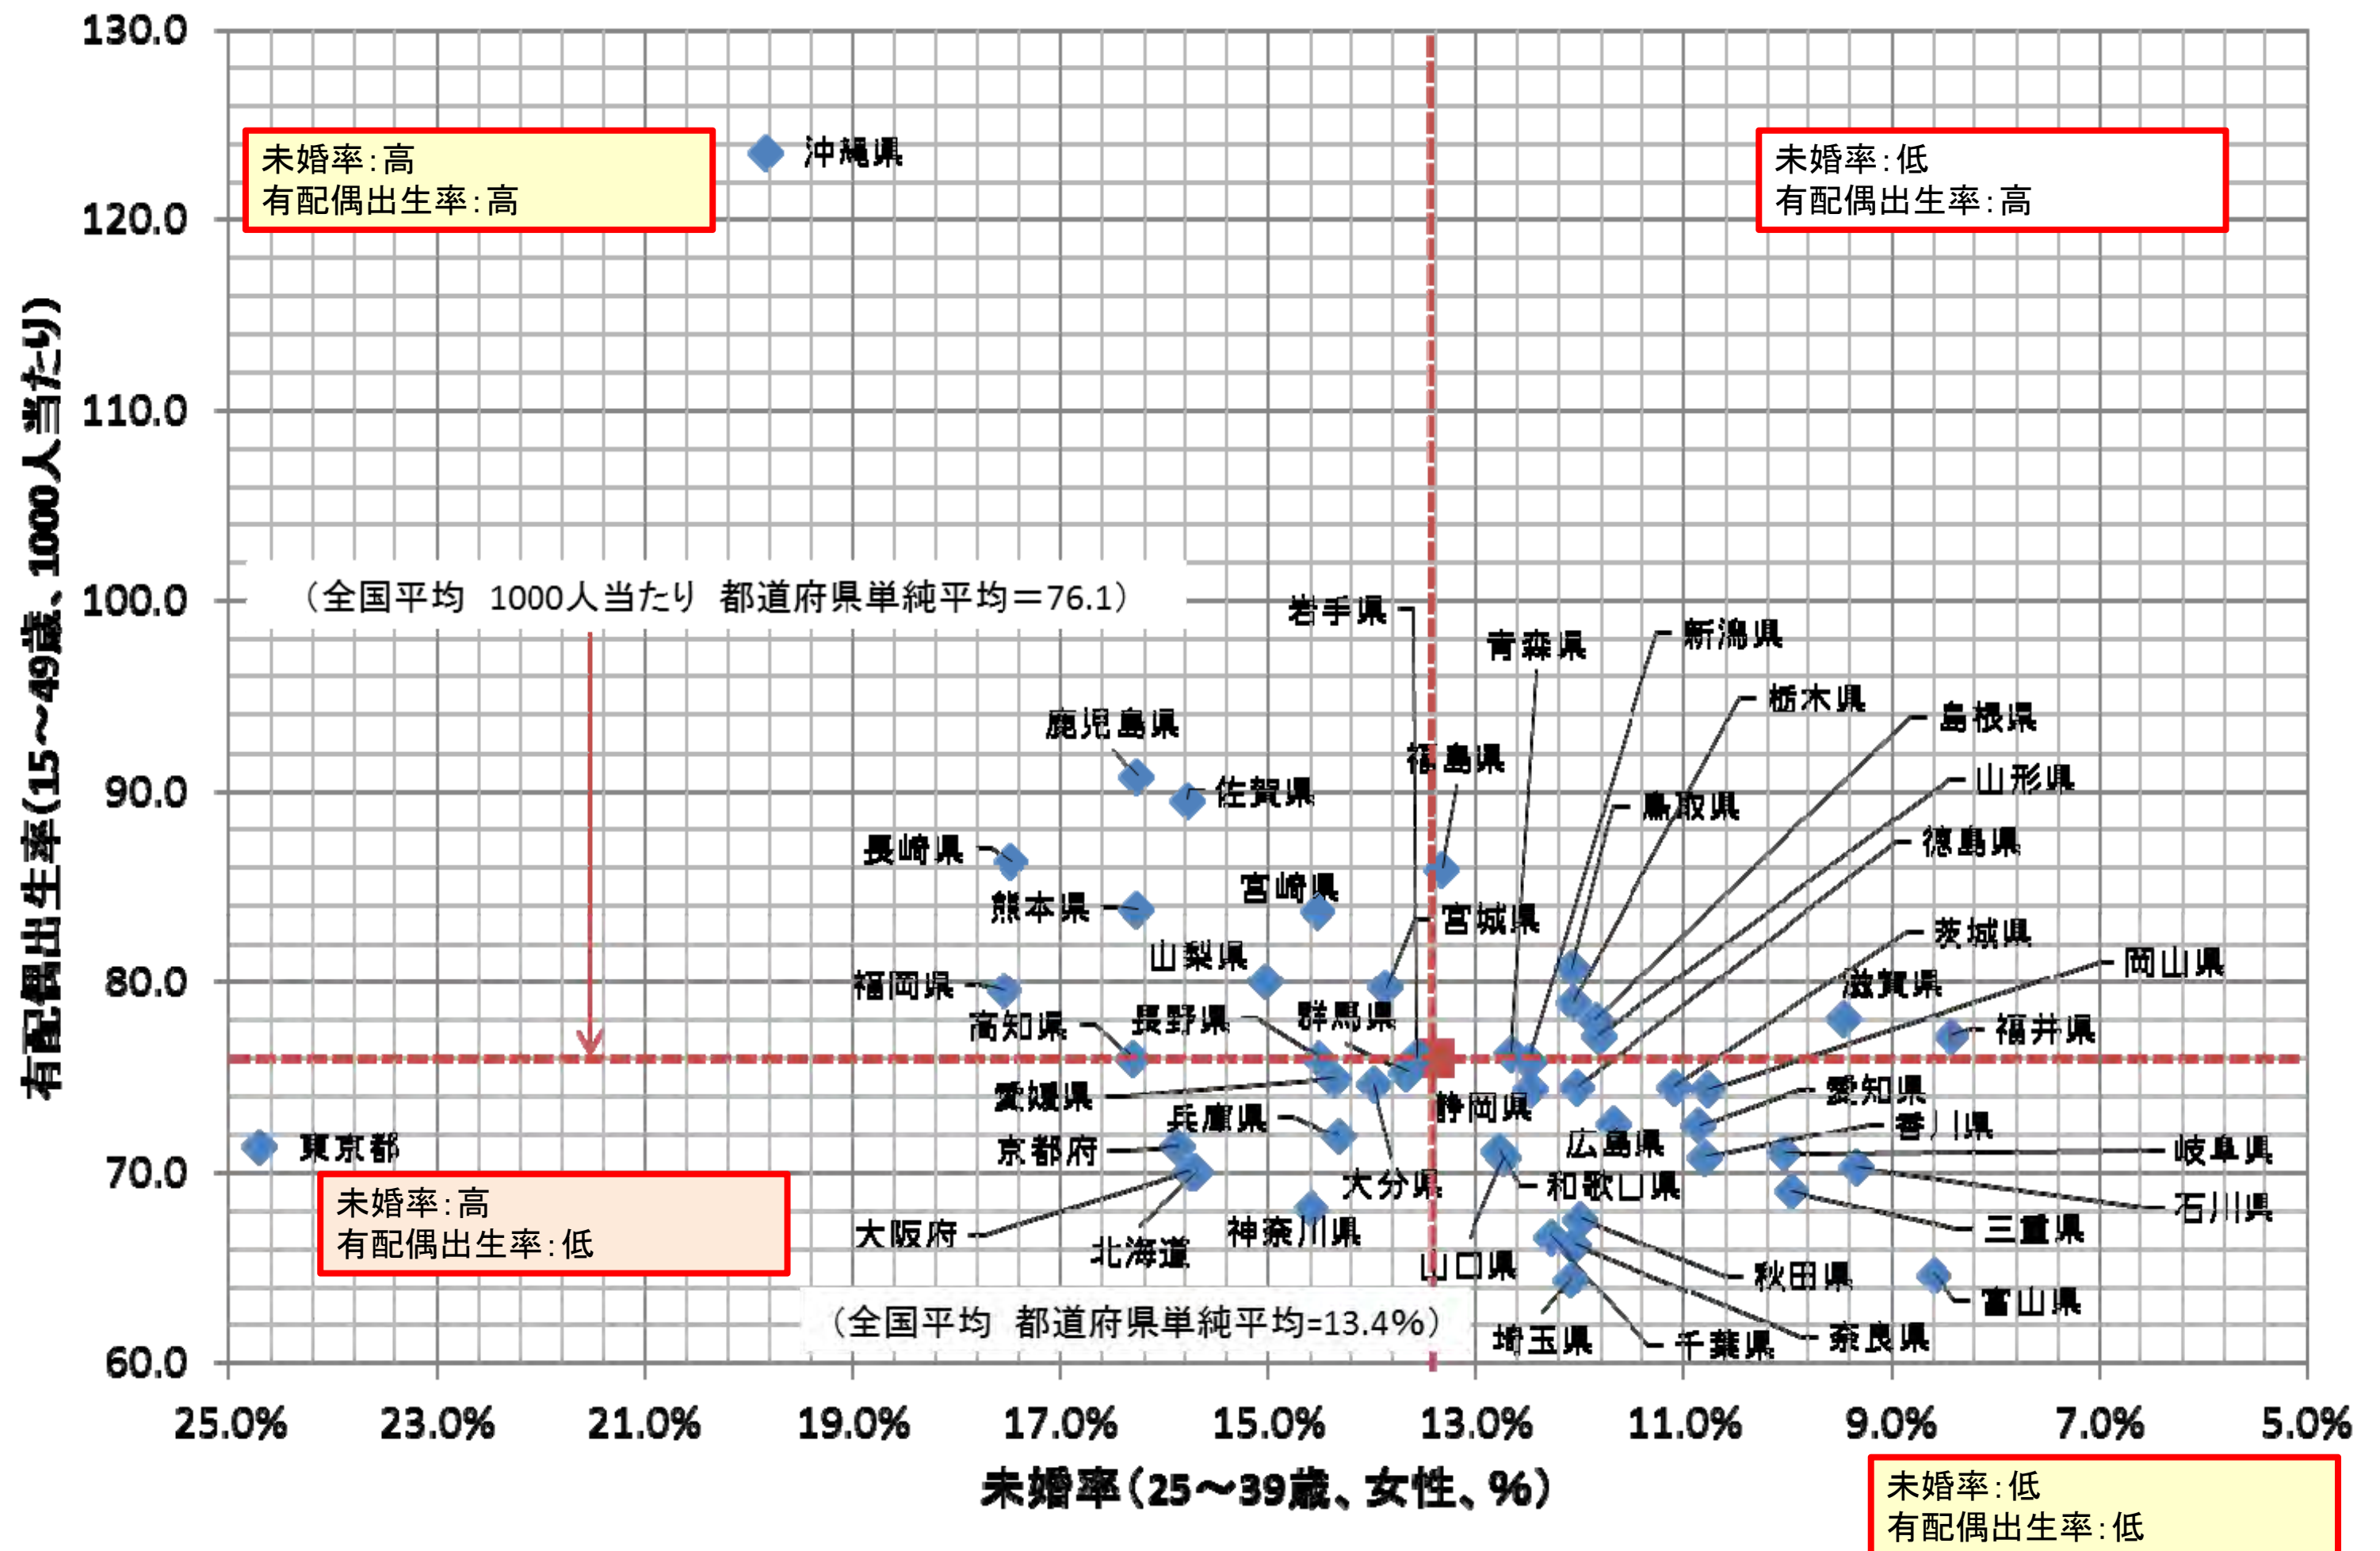 130.0
120.0
110.0
100.0
90.0
80.0
70.0
60.0
有配偶出生率(15～49歳、1000人当たり)
未婚率：高
有配偶出生率：高
沖縄県
未婚率：低
有配偶出生率：高
（全国平均　1000人当たり　都道府県単純平均＝76.1）
岩手県
青森県
新潟県
栃木県
島根県
鹿児島県
福島県
山形県
佐賀県
鳥取県
長崎県
徳島県
宮崎県
熊本県
宮城県
茨城県
山梨県
岡山県
福岡県
滋賀県
高知県
長野県
群馬県
福井県
愛媛県
静岡県
愛知県
兵庫県
香川県
東京都
京都府
広島県
岐阜県
大分県
和歌山県
石川県
未婚率：高
有配偶出生率：低
大阪府
北海道
神奈川県
山口県
秋田県
三重県
富山県
（全国平均　都道府県単純平均=13.4％）
埼玉県
千葉県
奈良県
25.0%
23.0%
21.0%
19.0%
17.0%
15.0%
13.0%
11.0%
9.0%
7.0%
5.0%
未婚率（25～39歳、女性、％）
未婚率：低
有配偶出生率：低